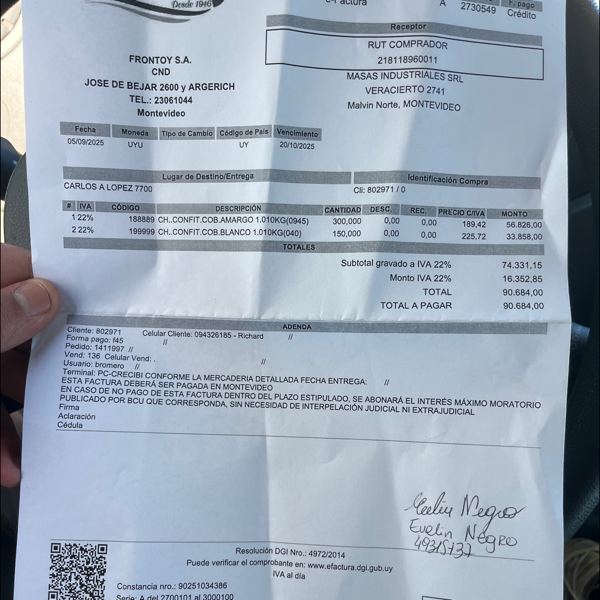 Desde 1916
e-Factura
A 2730549
F. pago
Crédito
Receptor
RUT COMPRADOR
218118960011
MASAS INDUSTRIALES SRL
VERACIERTO 2741
Malvin Norte, MONTEVIDEO
FRONTOY S.A.
CND
JOSE DE BEJAR 2600 y ARGERICH
TEL.: 23061044
Montevideo
Fecha Moneda Tipo de Cambio Código de País Vencimiento
05/09/2025 UYU UY 20/10/2025
Lugar de Destino/Entrega Identificación Compra
CARLOS A LOPEZ 7700 Cli: 802971 / 0
# IVA CÓDIGO DESCRIPCIÓN CANTIDAD DESC. REC. PRECIO C/IVA MONTO
1 22% 188889 CH..CONFIT.COB.AMARGO 1.010KG(0945) 300,000 0,00 0,00 189,42 56.826,00
2 22% 199999 CH..CONFIT.COB.BLANCO 1.010KG(040) 150,000 0,00 0,00 225,72 33.858,00
TOTALES
Subtotal gravado a IVA 22% 74.331,15
Monto IVA 22% 16.352,85
TOTAL 90.684,00
TOTAL A PAGAR 90.684,00
ADENDA
Cliente: 802971 Celular Cliente: 094326185 - Richard //
Forma pago: f45 //
Pedido: 1411997 //
Vend: 136 Celular Vend: . //
Usuario: bromero //
Terminal: PC-CRECIBI CONFORME LA MERCADERIA DETALLADA FECHA ENTREGA: //
ESTA FACTURA DEBERÁ SER PAGADA EN MONTEVIDEO
EN CASO DE NO PAGO DE ESTA FACTURA DENTRO DEL PLAZO ESTIPULADO, SE ABONARÁ EL INTERÉS MÁXIMO MORATORIO
PUBLICADO POR BCU QUE CORRESPONDA, SIN NECESIDAD DE INTERPELACIÓN JUDICIAL NI EXTRAJUDICIAL
Firma
Aclaración
Cédula
Evelin Negro
Evelin Negro
49315737
Resolución DGI Nro.: 4972/2014
Puede verificar el comprobante en: www.efactura.dgi.gub.uy
IVA al día
Constancia nro.: 90251034386
Serie: A del 2700101 al 3000100